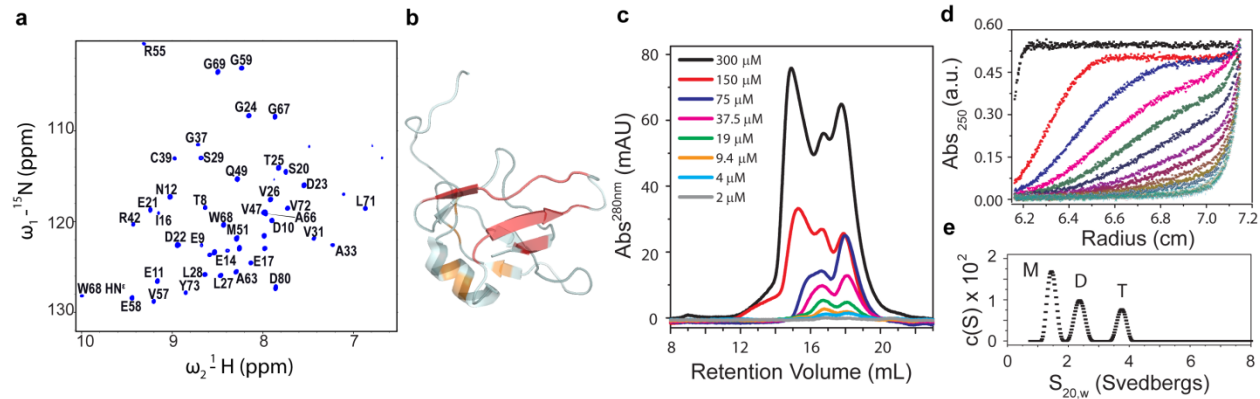 a
R55
G69 G59
G24 G67
G37
C39 S29
T25 S20
Q49
D23
N12
V26
E21
T8
V72
L71
V47
A66
R42 I16
W68
D10
V31
M51
D22 E9
A33
E14
E17
E11
L28
A63
L27
W68 HNε
V57 Y73
D80
E58
110
120
130
ω1 - 15N (ppm)
10 9 8 7
ω2 - 1H (ppm)
b
c
300 µM
150 µM
75 µM
37.5 µM
19 µM
9.4 µM
4 µM
2 µM
80
60
40
20
0
Abs280nm (mAU)
8 12 16 20
Retention Volume (mL)
d
0.60
0.45
0.30
0.15
0
Abs 250 (a.u.)
6.2 6.4 6.6 6.8 7.0 7.2
Radius (cm)
e
M D T
2
1
0
c(S) x 102
0 2 4 6 8
S20,w (Svedbergs)